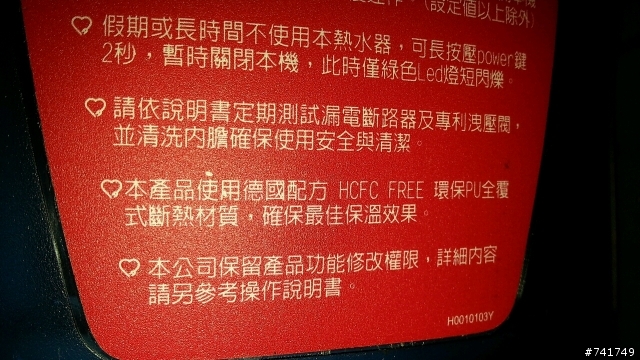 (設定值以上除外)
♡假期或長時間不使用本熱水器,可長按壓power鍵
2秒,暫時關閉本機,此時僅綠色Led燈短閃爍。
♡請依說明書定期測試漏電斷路器及專利洩壓閥,
並清洗內膽確保使用安全與清潔。
♡本產品使用德國配方 HCFC FREE 環保PU全覆
式斷熱材質,確保最佳保溫效果。
♡本公司保留產品功能修改權限,詳細內容
請另參考操作說明書。
H0010103Y
#741749